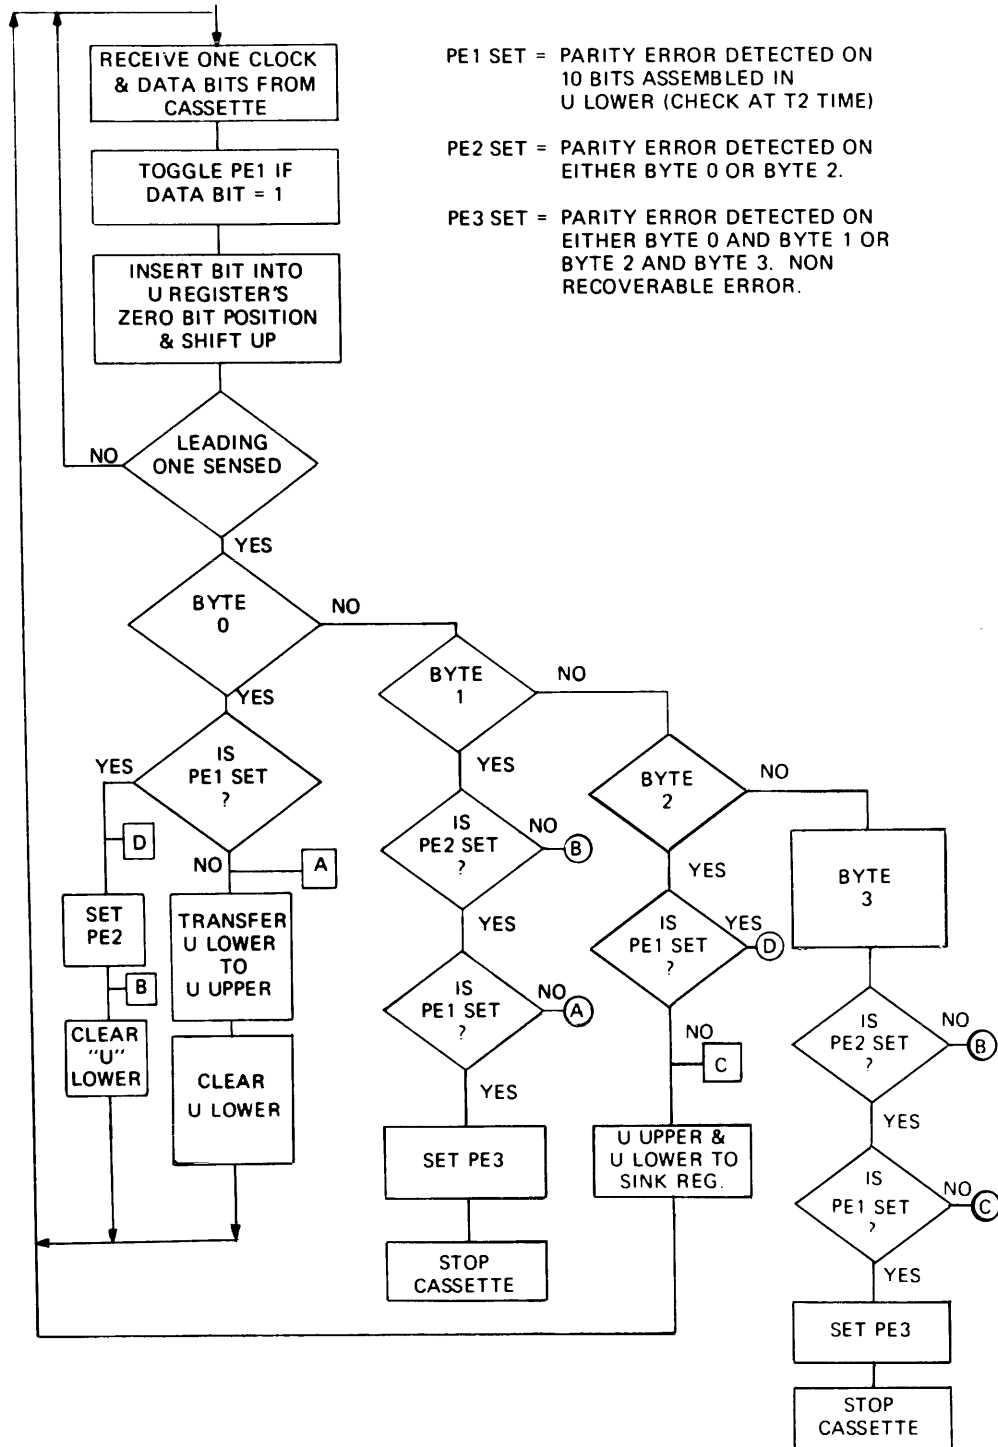 RECEIVE ONE CLOCK
& DATA BITS FROM
CASSETTE
PE1 SET = PARITY ERROR DETECTED ON
10 BITS ASSEMBLED IN
U LOWER (CHECK AT T2 TIME)
PE2 SET = PARITY ERROR DETECTED ON
EITHER BYTE 0 OR BYTE 2.
PE3 SET = PARITY ERROR DETECTED ON
EITHER BYTE 0 AND BYTE 1 OR
BYTE 2 AND BYTE 3. NON
RECOVERABLE ERROR.
TOGGLE PE1 IF
DATA BIT = 1
INSERT BIT INTO
U REGISTER'S
ZERO BIT POSITION
& SHIFT UP
LEADING
ONE SENSED
NO
YES
BYTE
0
NO
YES
IS
PE1 SET
?
YES
D
NO
A
SET
PE2
B
CLEAR
"U"
LOWER
TRANSFER
U LOWER
TO
U UPPER
CLEAR
U LOWER
BYTE
1
NO
YES
IS
PE2 SET
?
NO
B
YES
IS
PE1 SET
?
NO
A
YES
SET PE3
STOP
CASSETTE
BYTE
2
NO
YES
IS
PE1 SET
?
YES
D
NO
C
U UPPER &
U LOWER TO
SINK REG.
BYTE
3
IS
PE2 SET
?
NO
B
YES
IS
PE1 SET
?
NO
C
YES
SET PE3
STOP
CASSETTE